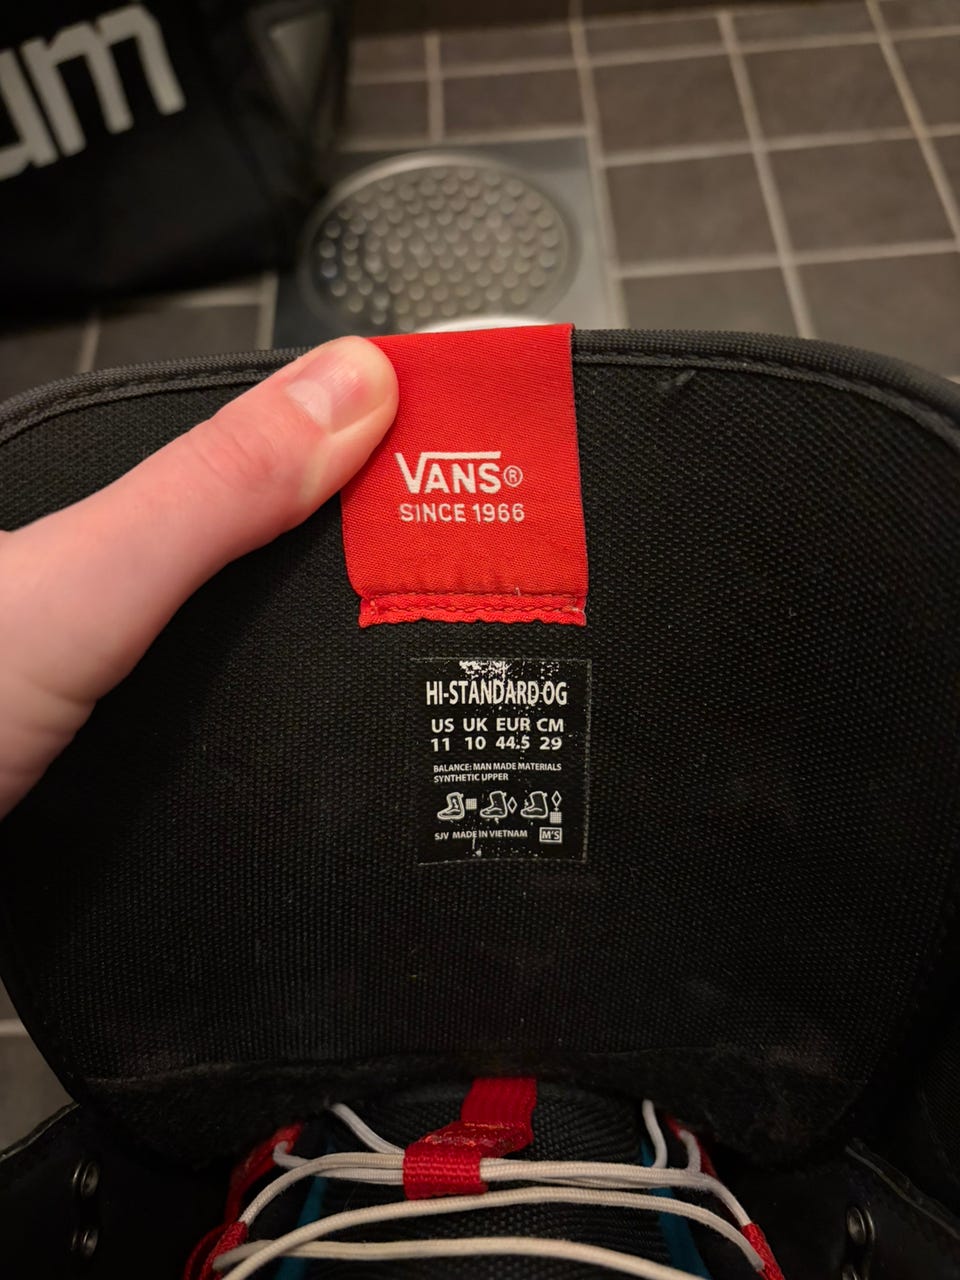 um
VANS®
SINCE 1966
HI-STANDARD OG
US UK EUR CM
11 10 44.5 29
BALANCE: MAN MADE MATERIALS
SYNTHETIC UPPER
SJV MADE IN VIETNAM M'S